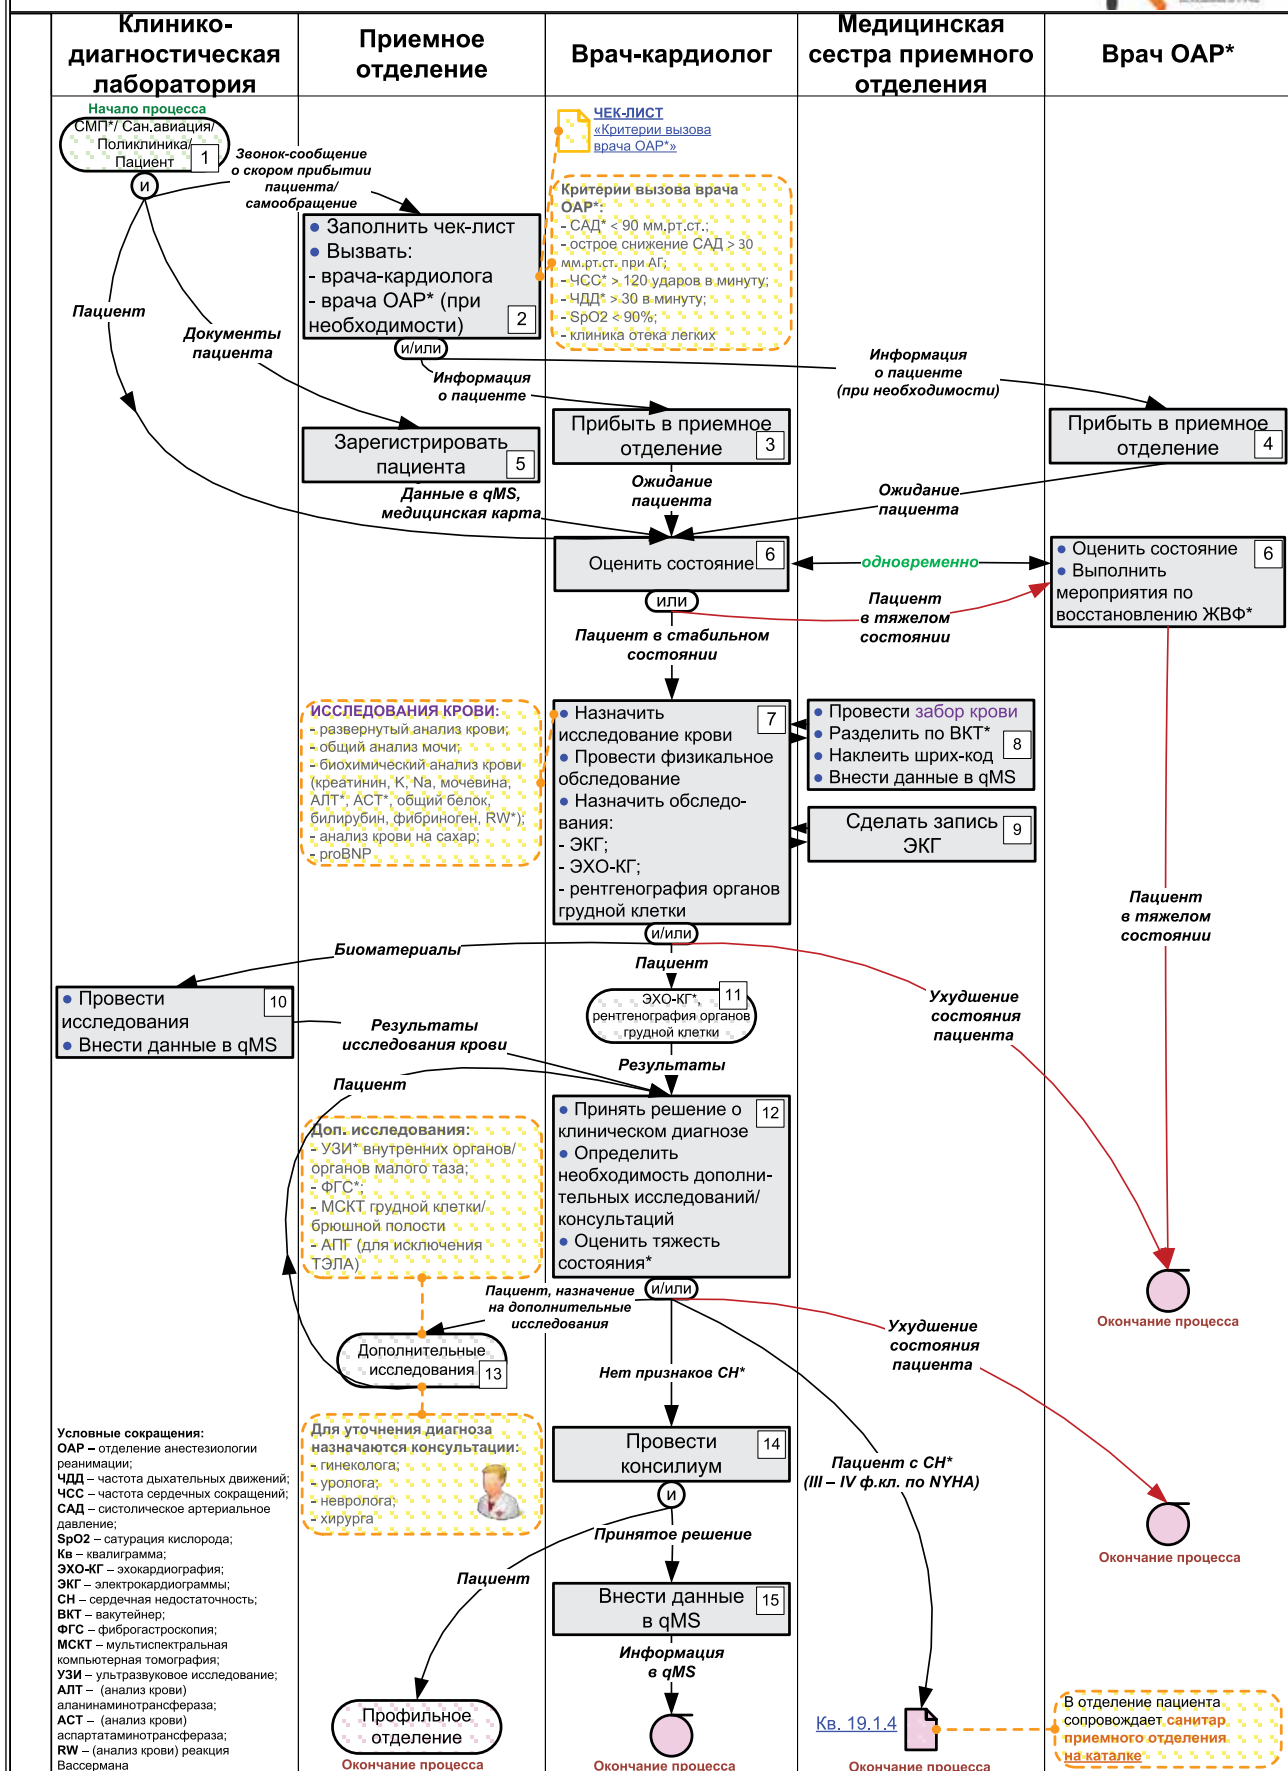 Клинико-
диагностическая
лаборатория
Приемное
отделение
Врач-кардиолог
Медицинская
сестра приемного
отделения
Врач ОАР*
Начало процесса
СМП*/ Сан.авиация/
Поликлиника/
Пациент
1
и
Звонок-сообщение
о скором прибытии
пациента/
самообращение
ЧЕК-ЛИСТ
«Критерии вызова
врача ОАР*»
Критерии вызова врача
ОАР*:
- САД* < 90 мм.рт.ст.;
- острое снижение САД > 30
мм.рт.ст. при АГ;
- ЧСС* > 120 ударов в минуту;
- ЧДД* > 30 в минуту;
- SpO2 < 90%;
- клиника отека легких
● Заполнить чек-лист
● Вызвать:
- врача-кардиолога
- врача ОАР* (при
необходимости)
2
и/или
Пациент
Документы
пациента
Информация
о пациенте
Информация
о пациенте
(при необходимости)
Прибыть в приемное
отделение
3
Прибыть в приемное
отделение
4
Зарегистрировать
пациента
5
Данные в qMS,
медицинская карта
Ожидание
пациента
Ожидание
пациента
Оценить состояние
6
одновременно
● Оценить состояние
● Выполнить
мероприятия по
восстановлению ЖВФ*
6
или
Пациент
в тяжелом
состоянии
Пациент в стабильном
состоянии
ИССЛЕДОВАНИЯ КРОВИ:
- развернутый анализ крови;
- общий анализ мочи;
- биохимический анализ крови
(креатинин, K, Na, мочевина,
АЛТ*, АСТ*, общий белок,
билирубин, фибриноген, RW*);
- анализ крови на сахар;
- proBNP
● Назначить
исследование крови
● Провести физикальное
обследование
● Назначить обследо-
вания:
- ЭКГ;
- ЭХО-КГ;
- рентгенография органов
грудной клетки
7
● Провести забор крови
● Разделить по ВКТ*
● Наклеить шрих-код
● Внести данные в qMS
8
Сделать запись
ЭКГ
9
Пациент
в тяжелом
состоянии
и/или
Биоматериалы
Пациент
● Провести
исследования
● Внести данные в qMS
10
ЭХО-КГ*,
рентгенография органов
грудной клетки
11
Ухудшение
состояния
пациента
Результаты
исследования крови
Результаты
Пациент
Доп. исследования:
- УЗИ* внутренних органов/
органов малого таза;
- ФГС*;
- МСКТ грудной клетки/
брюшной полости
- АПГ (для исключения
ТЭЛА)
● Принять решение о
клиническом диагнозе
● Определить
необходимость дополни-
тельных исследований/
консультаций
● Оценить тяжесть
состояния*
12
и/или
Окончание процесса
Пациент, назначение
на дополнительные
исследования
Дополнительные
исследования
13
Нет признаков СН*
Ухудшение
состояния
пациента
Для уточнения диагноза
назначаются консультации:
- гинеколога;
- уролога;
- невролога;
- хирурга
Провести
консилиум
14
и
Пациент с СН*
(III – IV ф.кл. по NYHA)
Окончание процесса
Принятое решение
Пациент
Внести данные
в qMS
15
Информация
в qMS
Профильное
отделение
Окончание процесса
Окончание процесса
Кв. 19.1.4
Окончание процесса
В отделение пациента
сопровождает санитар
приемного отделения
на каталке
Условные сокращения:
ОАР – отделение анестезиологии
реанимации;
ЧДД – частота дыхательных движений;
ЧСС – частота сердечных сокращений;
САД – систолическое артериальное
давление;
SpO2 – сатурация кислорода;
Кв – квалиграмма;
ЭХО-КГ – эхокардиография;
ЭКГ – электрокардиограммы;
СН – сердечная недостаточность;
ВКТ – вакутейнер;
ФГС – фиброгастроскопия;
МСКТ – мультиспектральная
компьютерная томография;
УЗИ – ультразвуковое исследование;
АЛТ – (анализ крови)
аланинаминотрансфераза;
АСТ – (анализ крови)
аспартатаминотрансфераза;
RW – (анализ крови) реакция
Вассермана